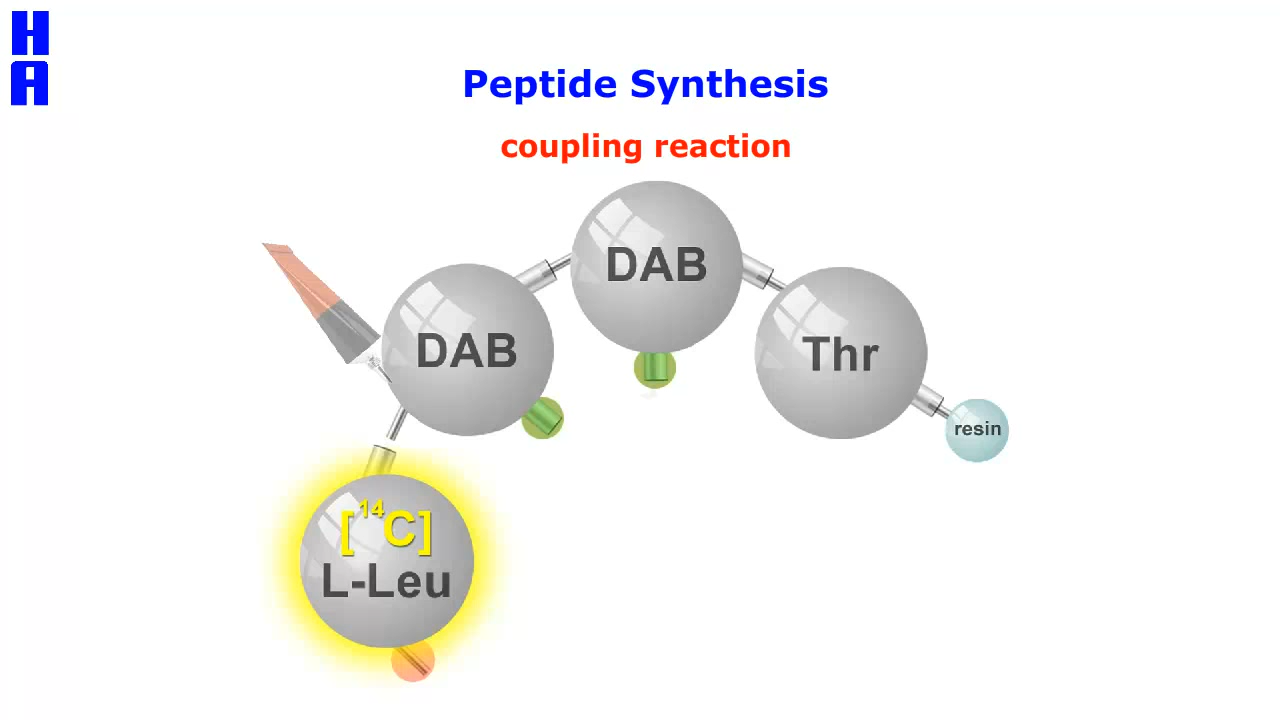 H
A
Peptide Synthesis
coupling reaction
DAB
DAB
Thr
resin
[¹⁴C]
L-Leu